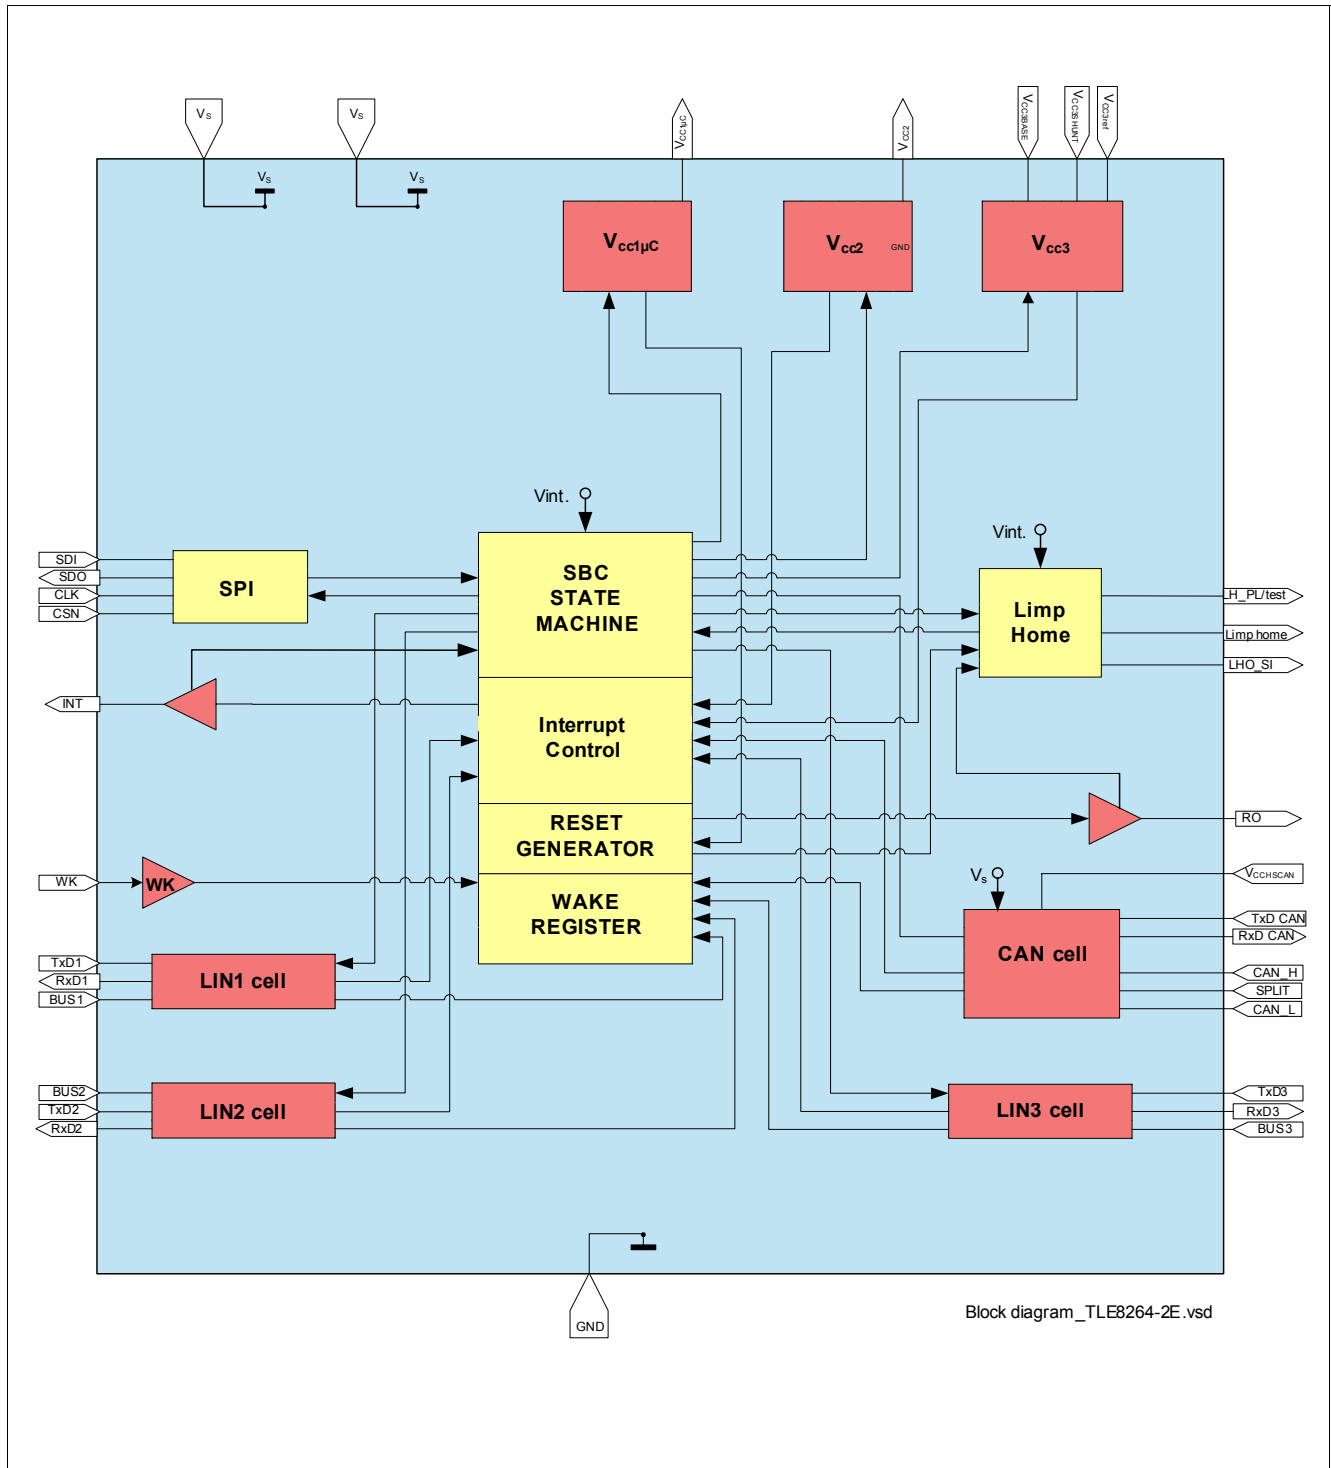 Vs
Vs
Vcc1µC
Vcc2
VCC3BASE
VCC3SHUNT
VCC3ref
Vs
Vs
Vcc1µC
Vcc2
GND
Vcc3
Vint.
SDI
SDO
CLK
CSN
SPI
SBC
STATE
MACHINE
Vint.
Limp
Home
LH_PL/test
Limp home
LHO_SI
INT
Interrupt
Control
RESET
GENERATOR
RO
WK
WK
WAKE
REGISTER
Vs
VCCHSCAN
CAN cell
TxD CAN
RxD CAN
CAN_H
SPLIT
CAN_L
TxD1
RxD1
BUS1
LIN1 cell
BUS2
TxD2
RxD2
LIN2 cell
LIN3 cell
TxD3
RxD3
BUS3
GND
Block diagram_TLE8264-2E.vsd